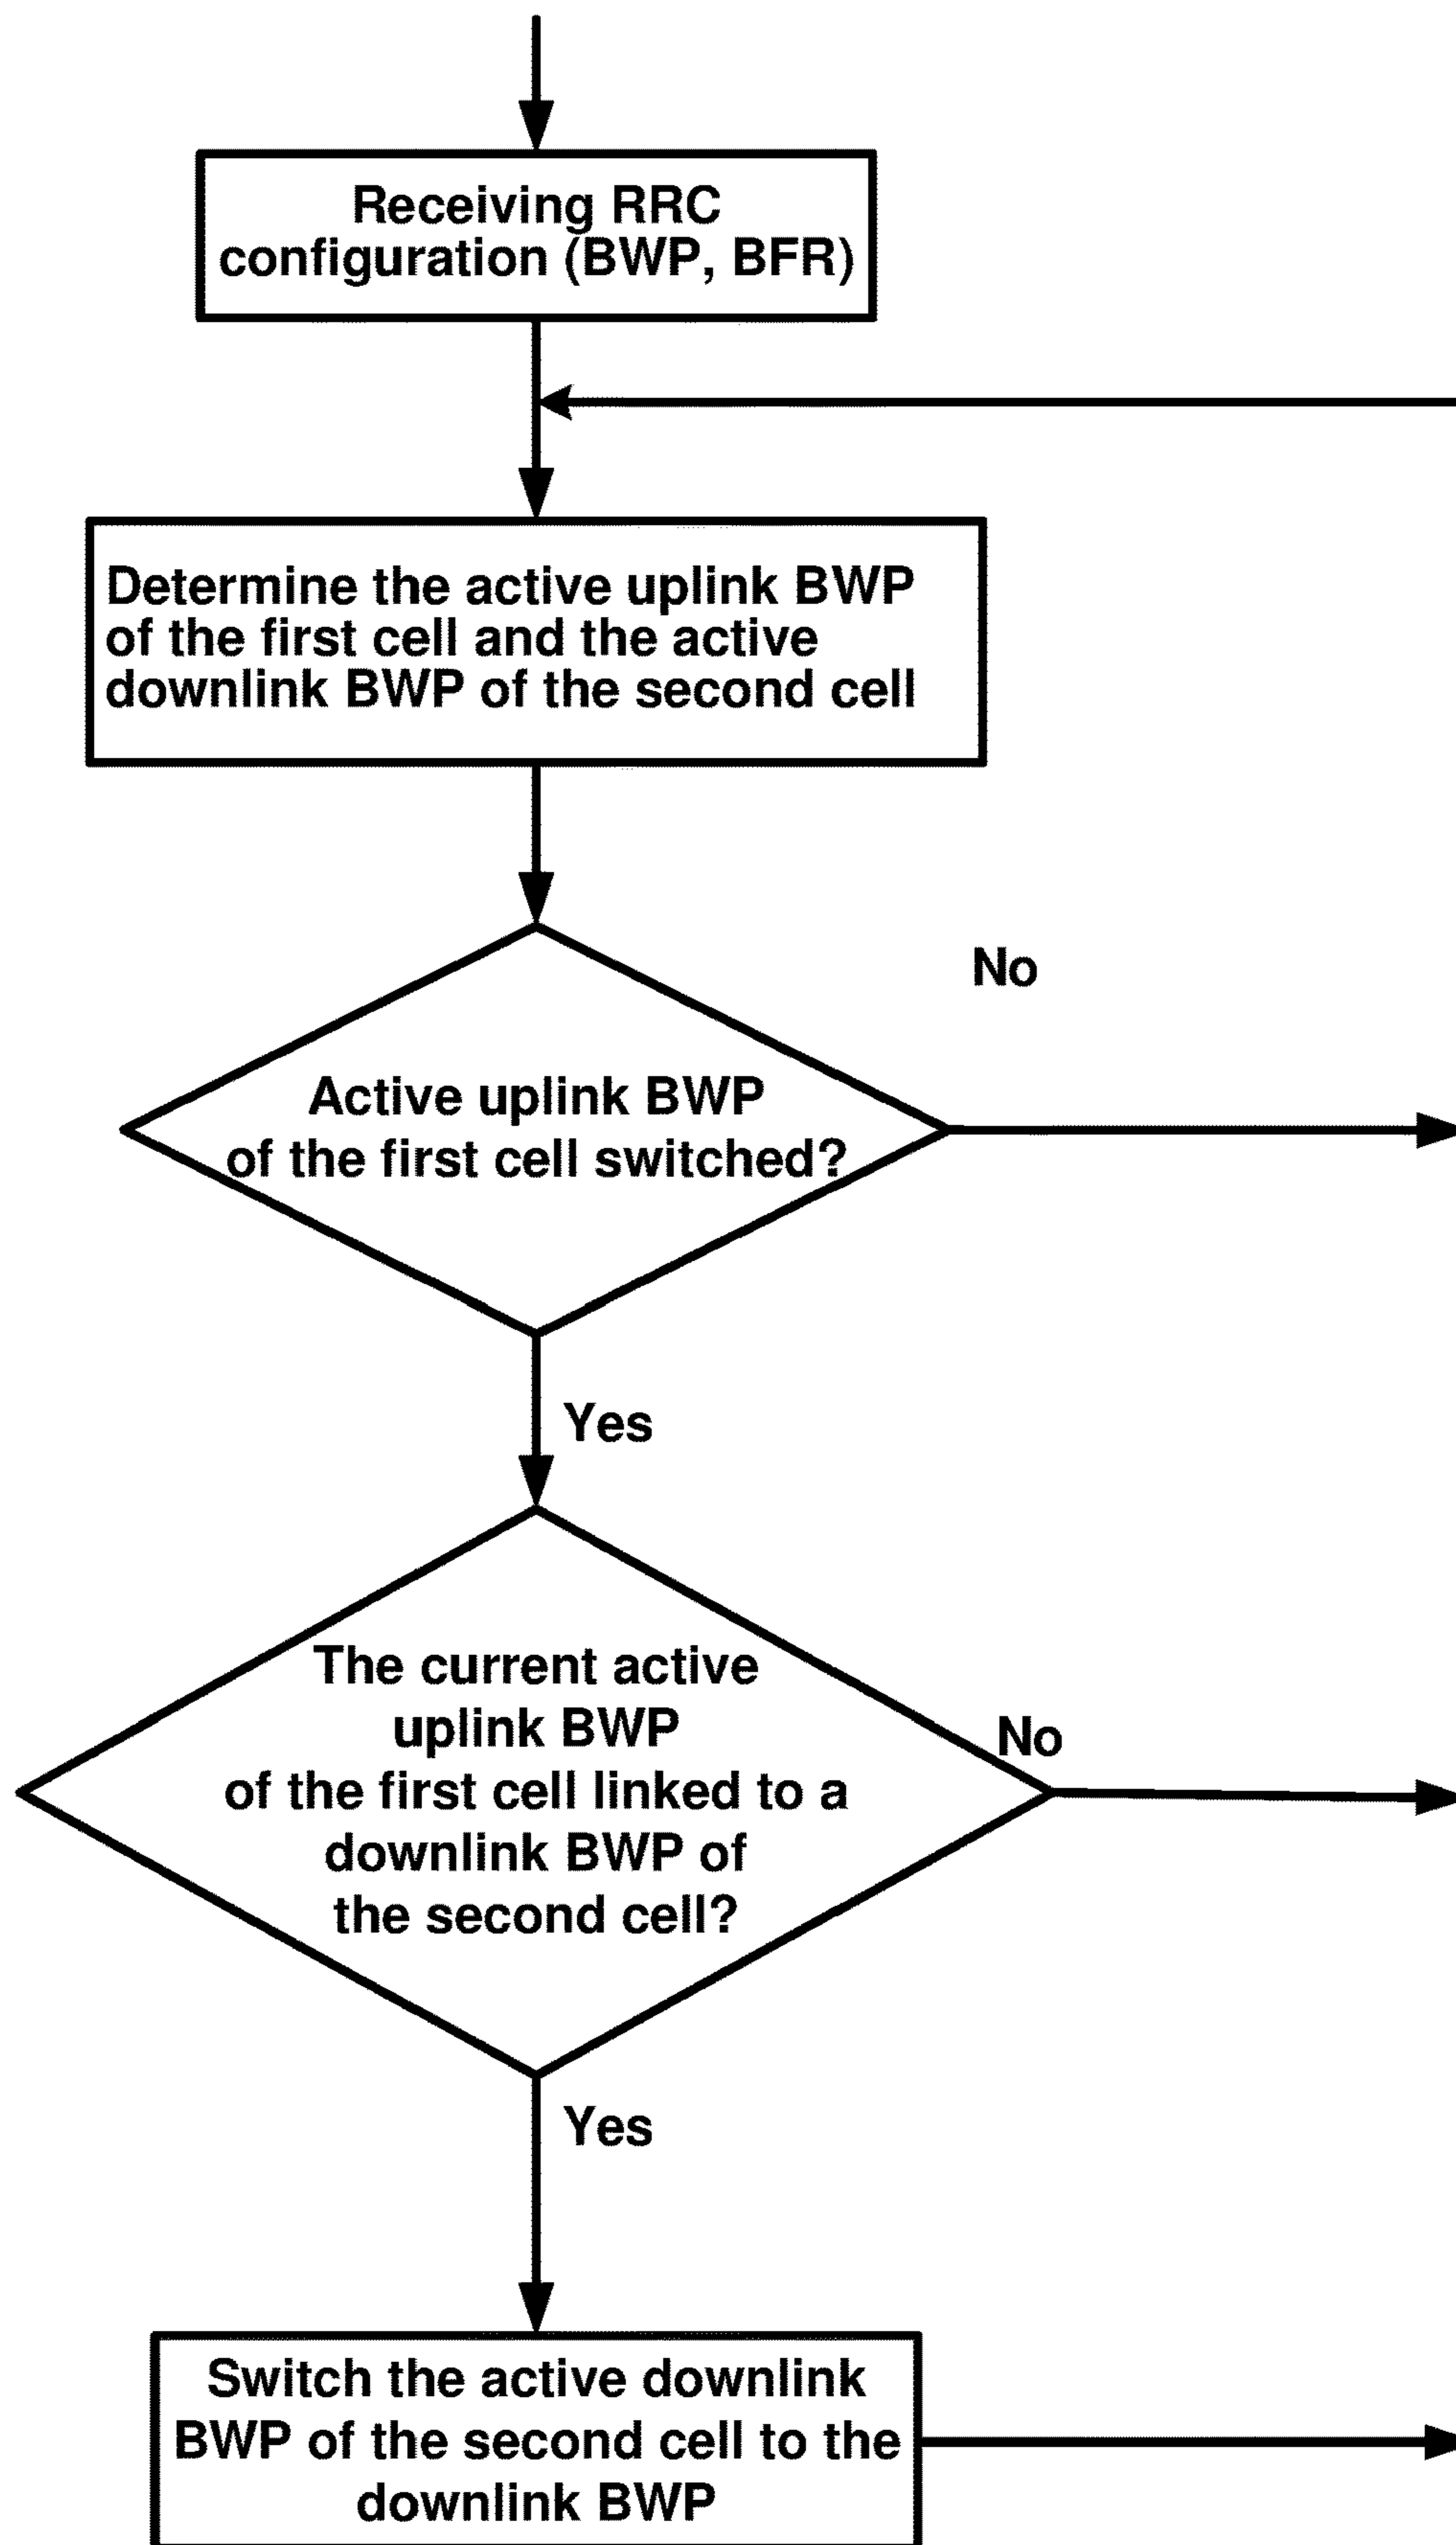 Receiving RRC
configuration (BWP, BFR)
Determine the active uplink BWP
of the first cell and the active
downlink BWP of the second cell
No
Active uplink BWP
of the first cell switched?
Yes
The current active
uplink BWP
No
of the first cell linked to a
downlink BWP of
the second cell?
Yes
Switch the active downlink
BWP of the second cell to the
downlink BWP